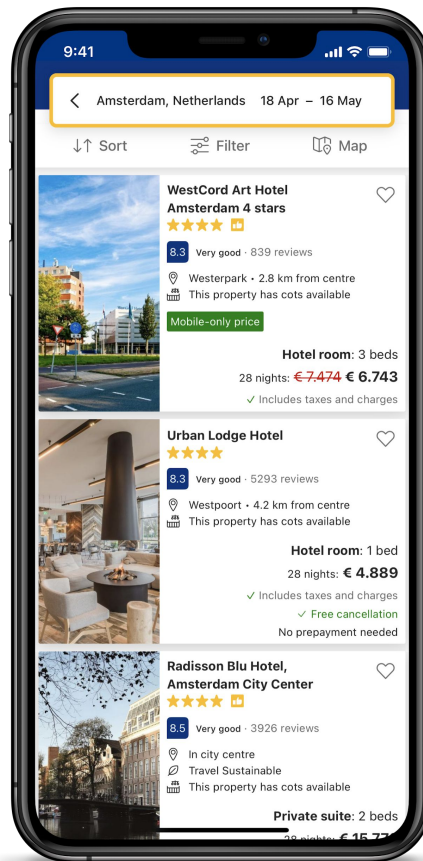 9:41
Amsterdam, Netherlands 18 Apr – 16 May
Sort Filter Map
WestCord Art Hotel
Amsterdam 4 stars
8.3 Very good · 839 reviews
Westerpark • 2.8 km from centre
This property has cots available
Mobile-only price
Hotel room: 3 beds
28 nights: € 7.474 € 6.743
✓ Includes taxes and charges
Urban Lodge Hotel
8.3 Very good · 5293 reviews
Westpoort • 4.2 km from centre
This property has cots available
Hotel room: 1 bed
28 nights: € 4.889
✓ Includes taxes and charges
✓ Free cancellation
No prepayment needed
Radisson Blu Hotel,
Amsterdam City Center
8.5 Very good · 3926 reviews
In city centre
Travel Sustainable
This property has cots available
Private suite: 2 beds
28 nights: